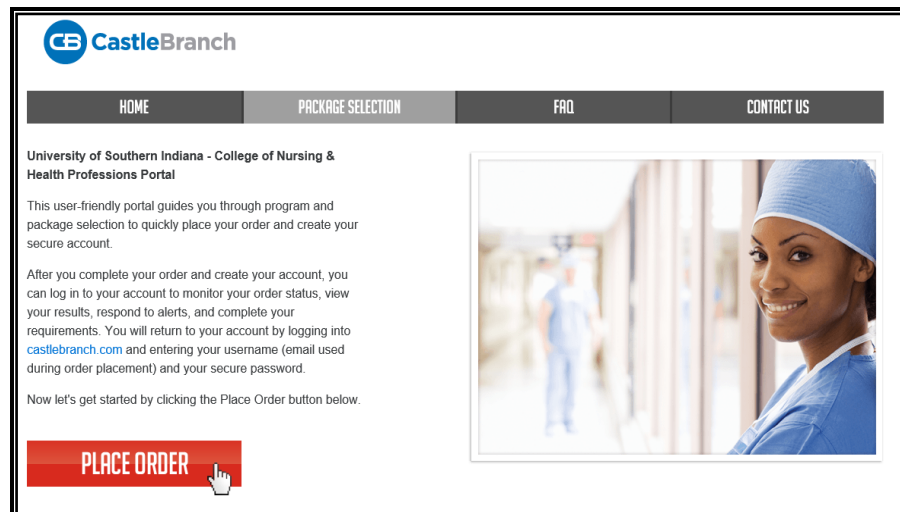 CB CastleBranch
HOME PACKAGE SELECTION FAQ CONTACT US
University of Southern Indiana - College of Nursing &
Health Professions Portal
This user-friendly portal guides you through program and
package selection to quickly place your order and create your
secure account.
After you complete your order and create your account, you
can log in to your account to monitor your order status, view
your results, respond to alerts, and complete your
requirements. You will return to your account by logging into
castlebranch.com and entering your username (email used
during order placement) and your secure password.
Now let's get started by clicking the Place Order button below.
PLACE ORDER